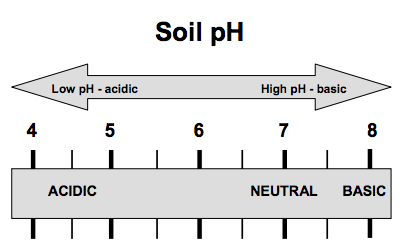 Soil pH
Low pH - acidic High pH - basic
4 5 6 7 8
ACIDIC NEUTRAL BASIC